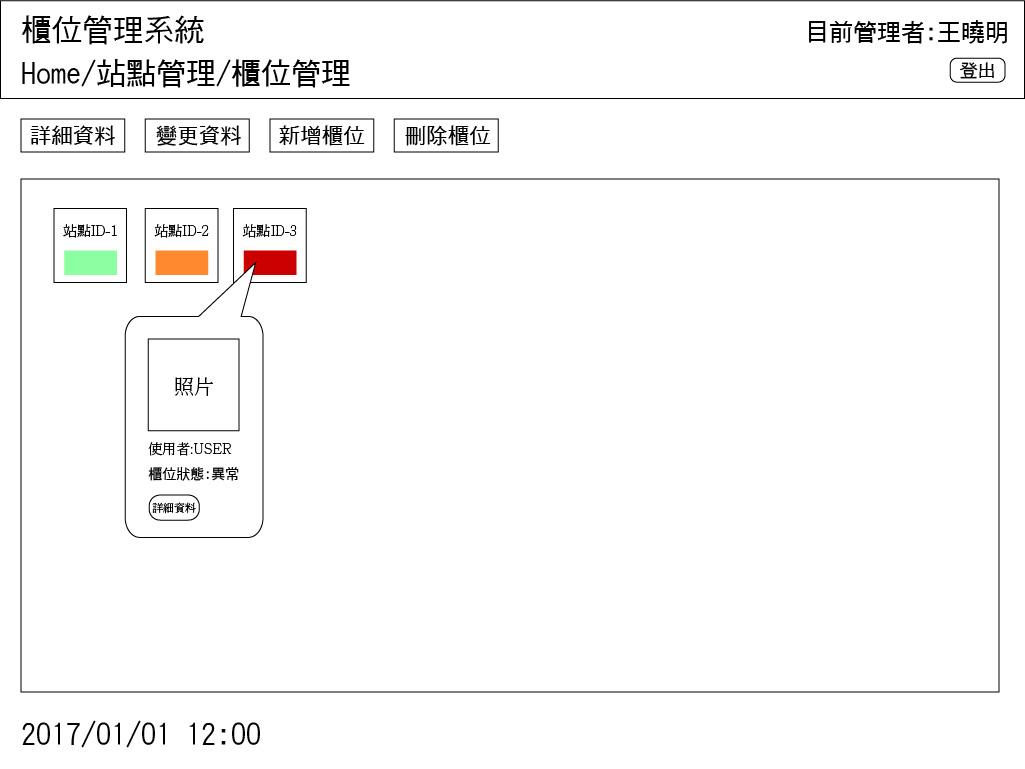 櫃位管理系統
目前管理者:王曉明
Home/站點管理/櫃位管理
登出
詳細資料
變更資料
新增櫃位
刪除櫃位
站點ID-1
站點ID-2
站點ID-3
照片
使用者:USER
櫃位狀態:異常
詳細資料
2017/01/01 12:00